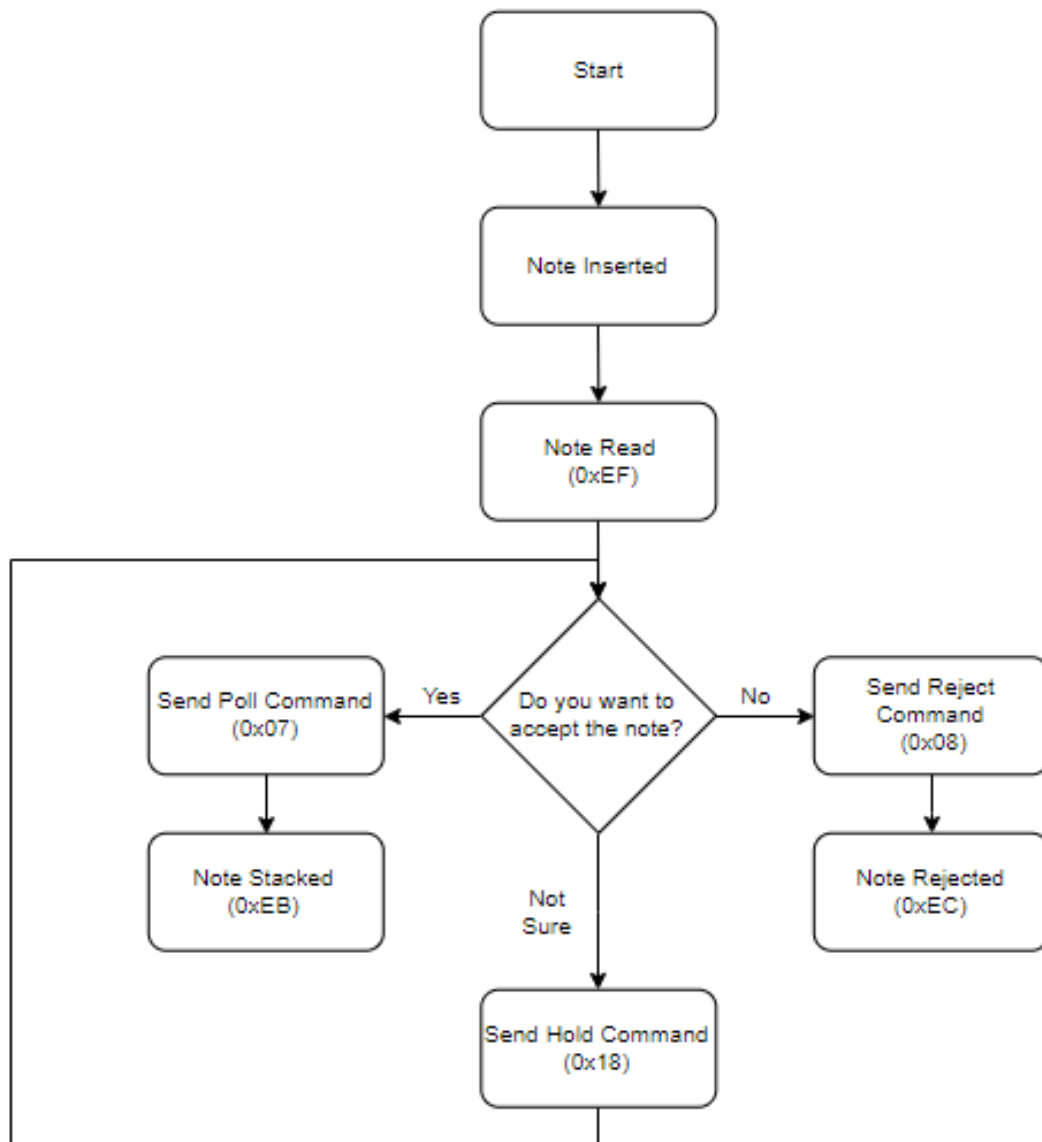 Start
Note Inserted
Note Read
(0xEF)
Do you want to
accept the note?
Yes
No
Send Poll Command
(0x07)
Send Reject
Command
(0x08)
Note Stacked
(0xEB)
Note Rejected
(0xEC)
Not
Sure
Send Hold Command
(0x18)